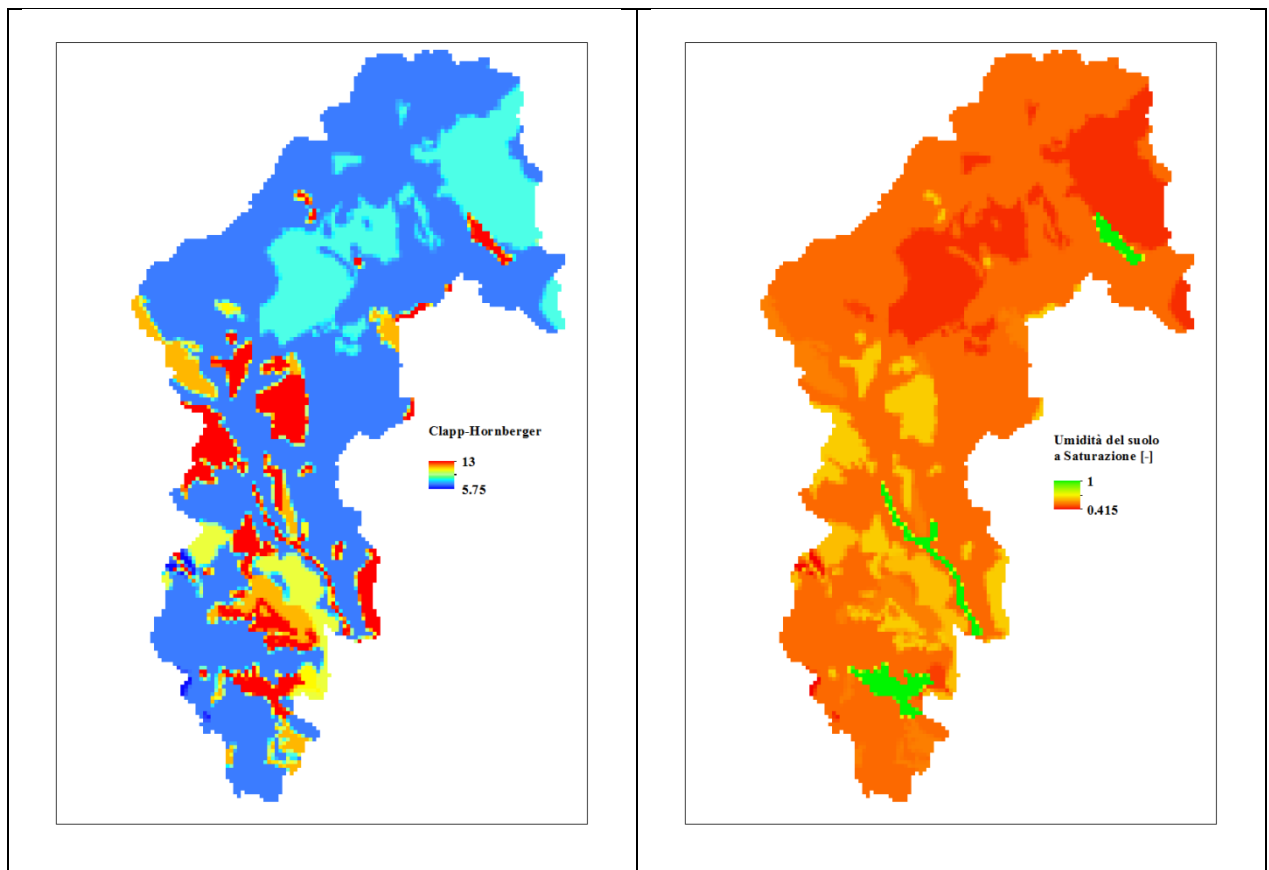 Clapp-Hornberger
13
5.75
Umidità del suolo
a Saturazione [-]
1
0.415